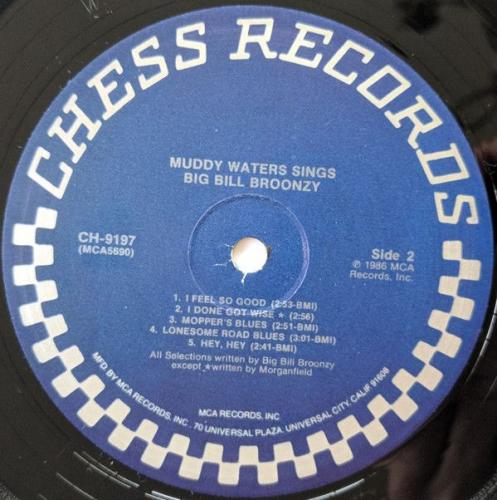 CHESS RECORDS
MUDDY WATERS SINGS
BIG BILL BROONZY
CH-9197
(MCA5690)
Side 2
℗ 1986 MCA
Records, Inc.
1. I FEEL SO GOOD (2:53-BMI)
2. I DONE GOT WISE ★ (2:56)
3. MOPPER'S BLUES (2:51-BMI)
4. LONESOME ROAD BLUES (3:01-BMI)
5. HEY, HEY (2:41-BMI)
All Selections written by Big Bill Broonzy
except ★written by Morganfield
MCA RECORDS, INC
MFD. BY MCA RECORDS, INC., 70 UNIVERSAL PLAZA, UNIVERSAL CITY, CALIF. 91608